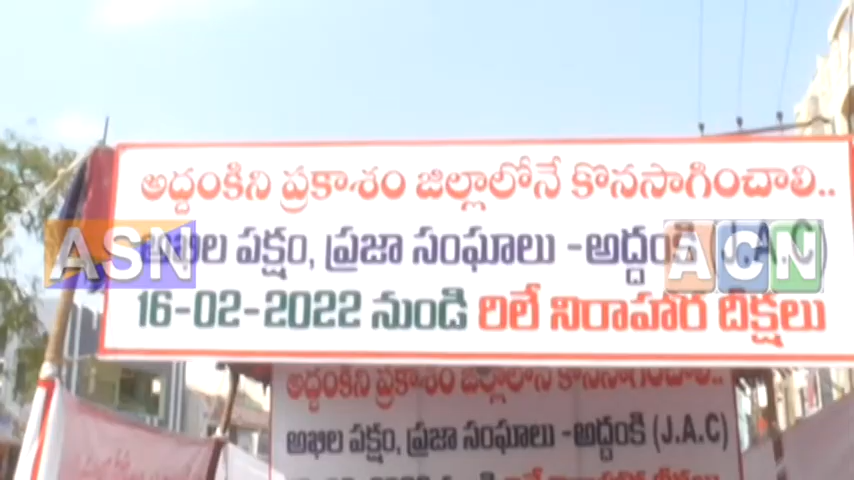 అద్దంకిని ప్రకాశం జిల్లాలోనే కొనసాగించాలి..
అఖిల పక్షం, ప్రజా సంఘాలు -అద్దంకి (J.A.C)
ASN
ACN
16-02-2022 నుండి రిలే నిరాహార దీక్షలు
అద్దంకిని ప్రకాశం జిల్లాలోనే కొనసాగించాలి..
అఖిల పక్షం, ప్రజా సంఘాలు -అద్దంకి (J.A.C)